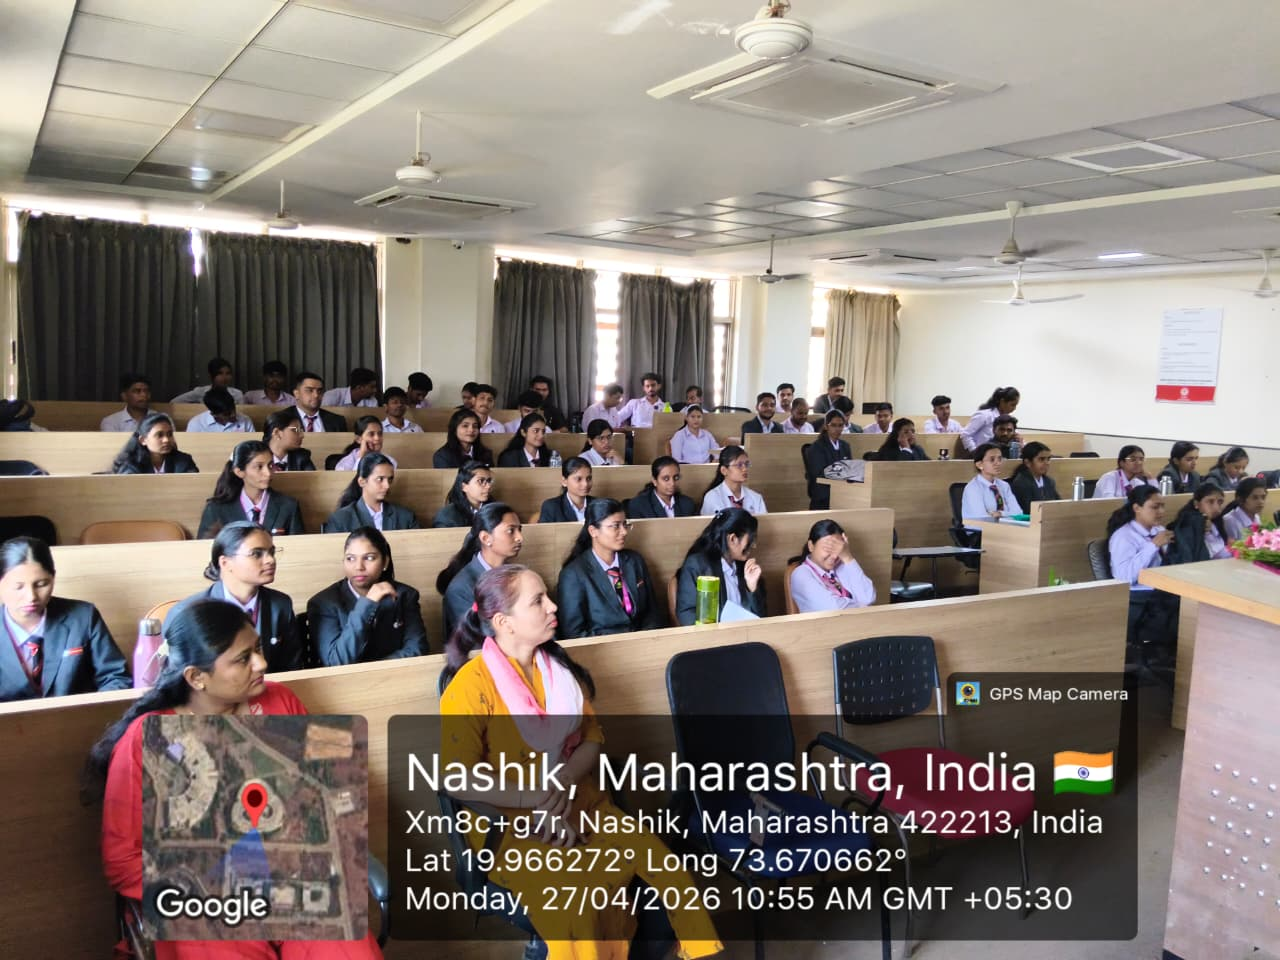 GPS Map Camera
Nashik, Maharashtra, India
Xm8c+g7r, Nashik, Maharashtra 422213, India
Lat 19.966272° Long 73.670662°
Monday, 27/04/2026 10:55 AM GMT +05:30
Google